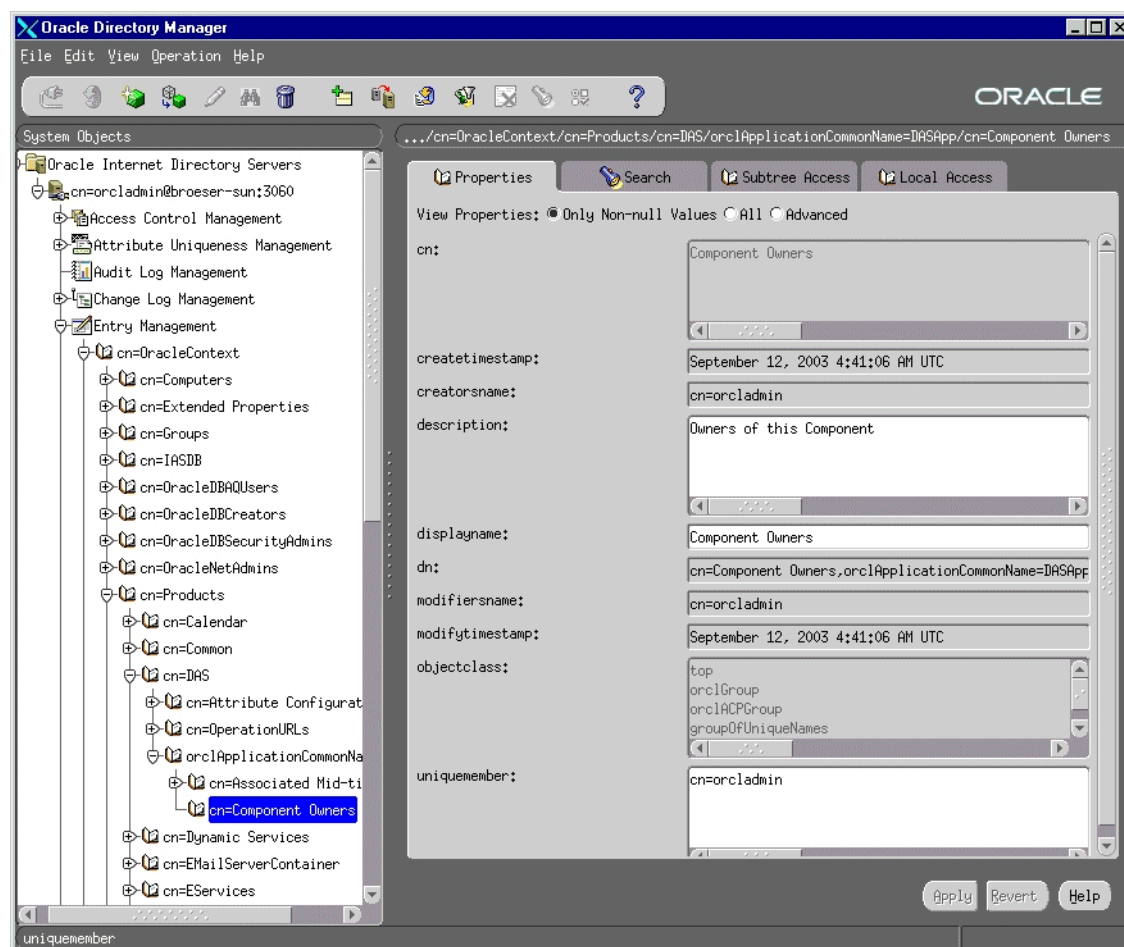 Oracle Directory Manager
File Edit View Operation Help
ORACLE
System Objects
.../cn=OracleContext/cn=Products/cn=DAS/orclApplicationCommonName=DASApp/cn=Component Owners
Oracle Internet Directory Servers
cn=orcladmin@broeser-sun:3060
Access Control Management
Attribute Uniqueness Management
Audit Log Management
Change Log Management
Entry Management
cn=OracleContext
cn=Computers
cn=Extended Properties
cn=Groups
cn=IASDB
cn=OracleDBAQUsers
cn=OracleDBCreators
cn=OracleDBSecurityAdmins
cn=OracleNetAdmins
cn=Products
cn=Calendar
cn=Common
cn=DAS
cn=Attribute Configurat
cn=OperationURLs
orclApplicationCommonNa
cn=Associated Mid-ti
cn=Component Owners
cn=Dynamic Services
cn=EMailServerContainer
cn=EServices
Properties Search Subtree Access Local Access
View Properties: Only Non-null Values All Advanced
cn: Component Owners
createtimestamp: September 12, 2003 4:41:06 AM UTC
creatorsname: cn=orcladmin
description: Owners of this Component
displayname: Component Owners
dn: cn=Component Owners,orclApplicationCommonName=DASApp
modifiersname: cn=orcladmin
modifytimestamp: September 12, 2003 4:41:06 AM UTC
objectclass: top
orclGroup
orclACPGroup
groupOfUniqueNames
uniquemember: cn=orcladmin
Apply Revert Help
uniquemember